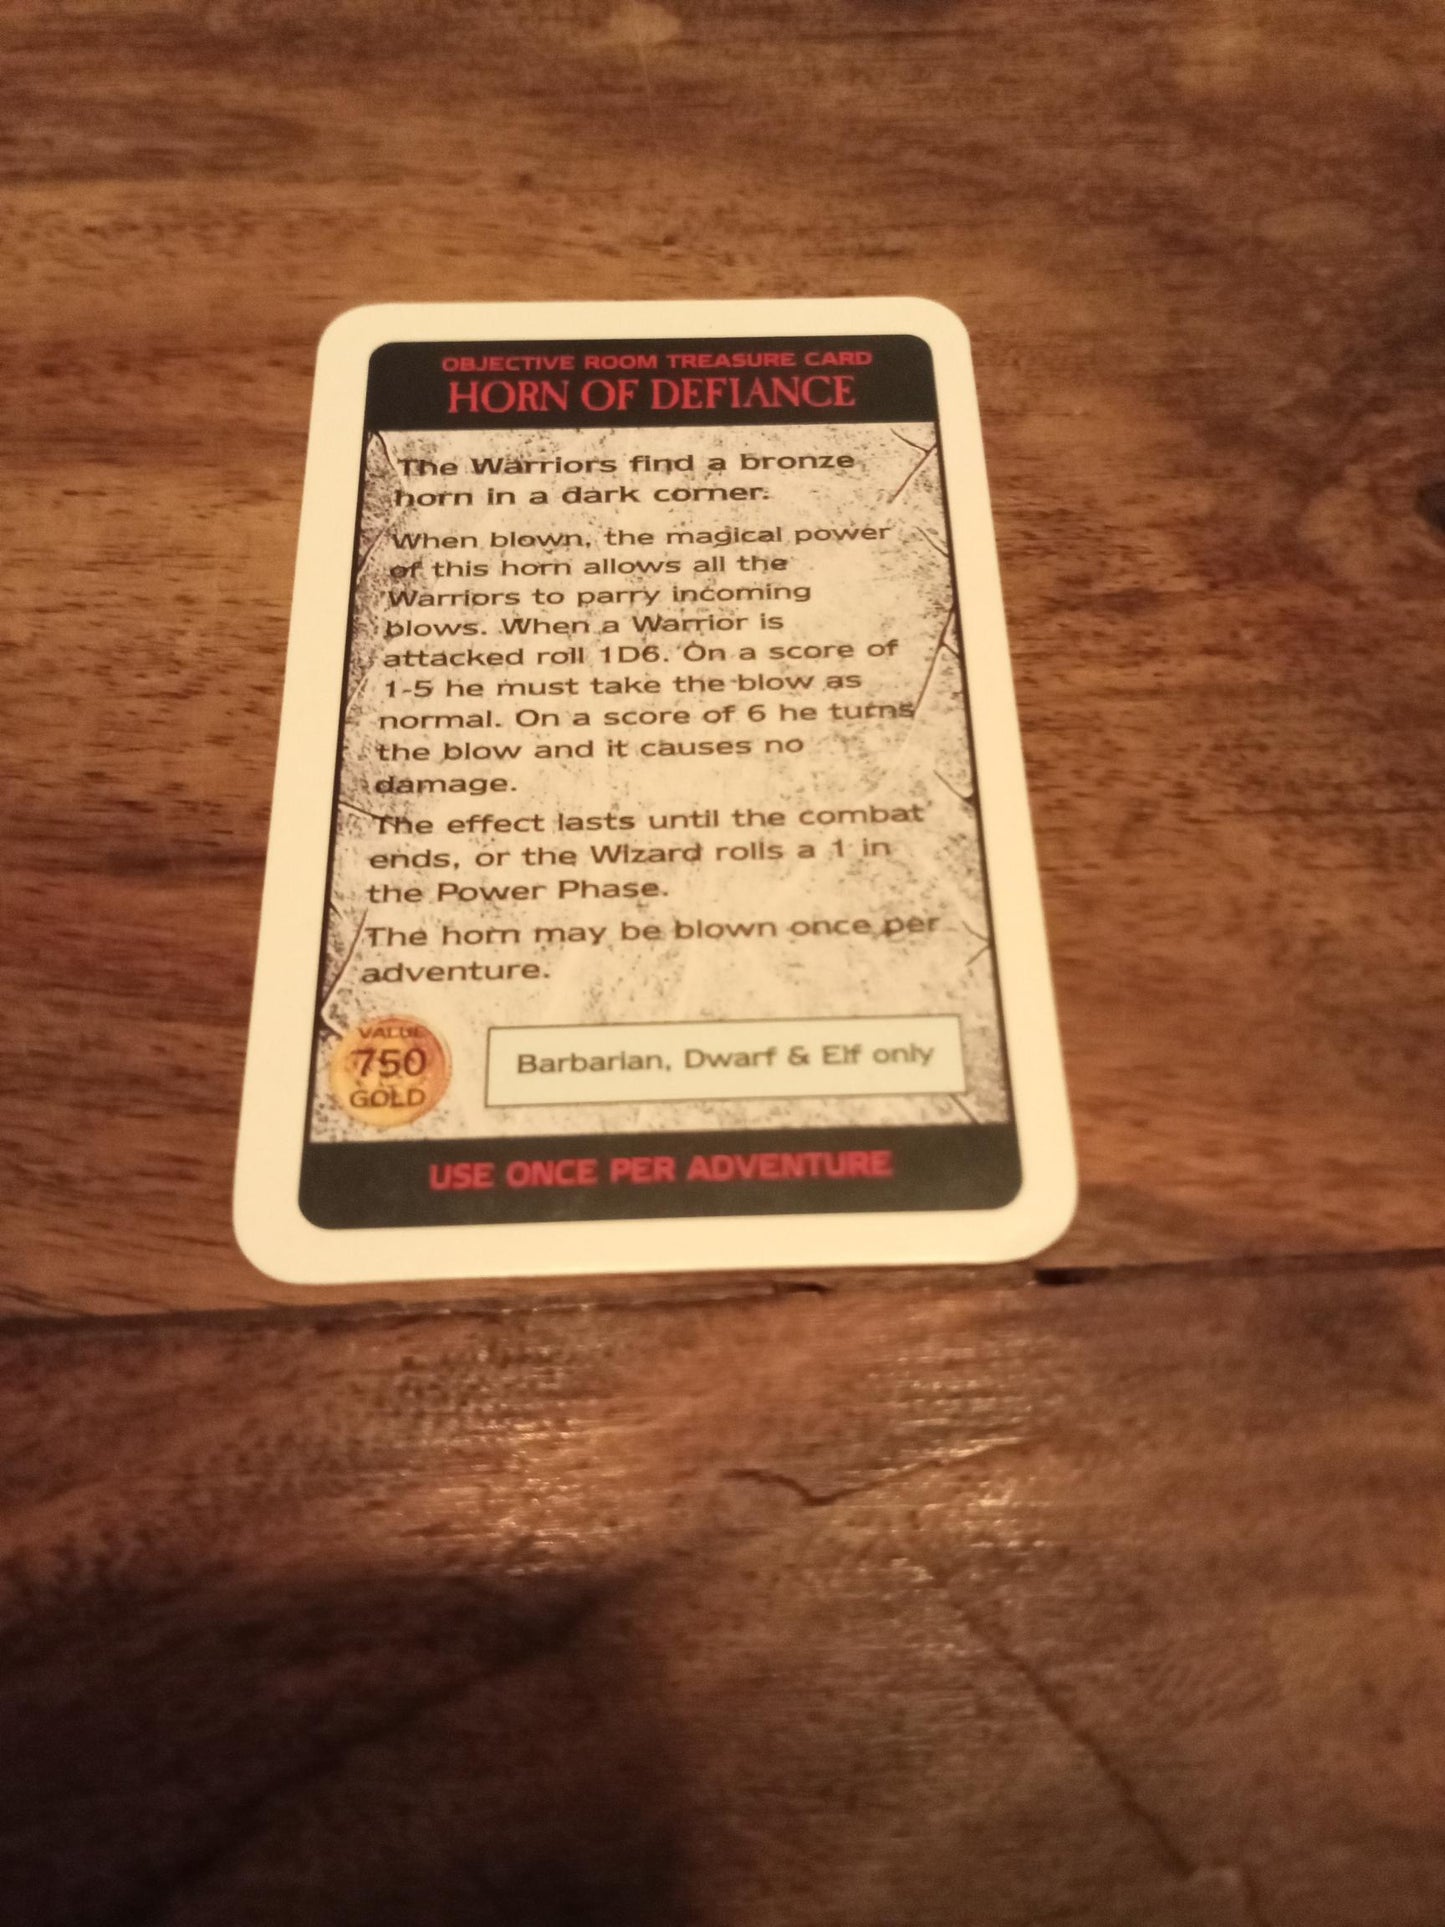 OBJECTIVE ROOM TREASURE CARD
HORN OF DEFIANCE
The Warriors find a bronze
horn in a dark corner.
When blown, the magical power
of this horn allows all the
Warriors to parry incoming
blows. When a Warrior is
attacked roll 1D6. On a score of
1-5 he must take the blow as
normal. On a score of 6 he turns
the blow and it causes no
damage.
The effect lasts until the combat
ends, or the Wizard rolls a 1 in
the Power Phase.
The horn may be blown once per
adventure.
VALUE
750
GOLD
Barbarian, Dwarf & Elf only
USE ONCE PER ADVENTURE